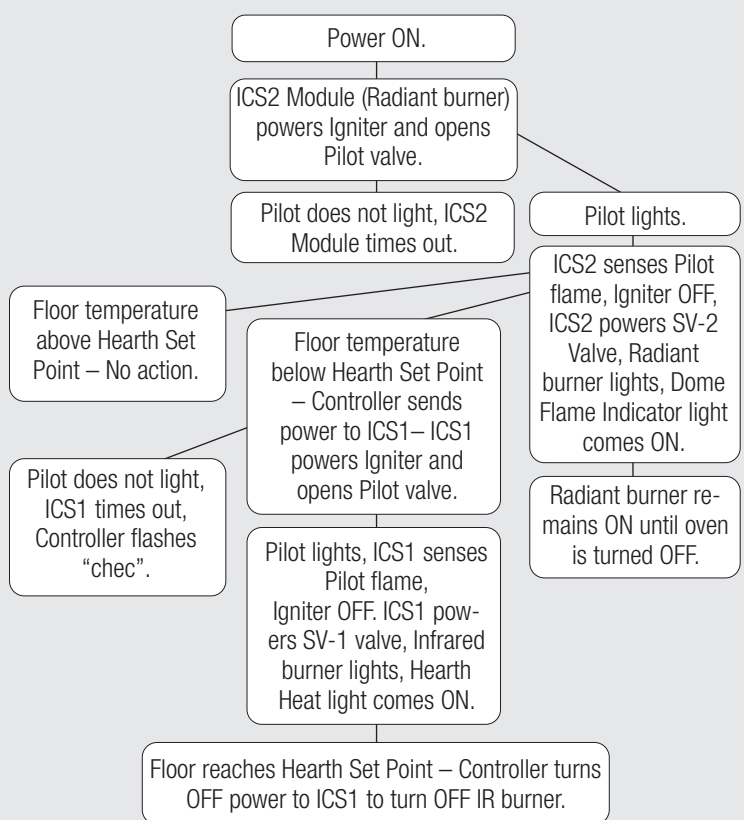 Power ON.
ICS2 Module (Radiant burner)
powers Igniter and opens
Pilot valve.
Pilot does not light, ICS2
Module times out.
Pilot lights.
ICS2 senses Pilot
flame, Igniter OFF,
ICS2 powers SV-2
Valve, Radiant
burner lights, Dome
Flame Indicator light
comes ON.
Floor temperature
above Hearth Set
Point – No action.
Floor temperature
below Hearth Set Point
– Controller sends
power to ICS1– ICS1
powers Igniter and
opens Pilot valve.
Pilot does not light,
ICS1 times out,
Controller flashes
“chec”.
Radiant burner re-
mains ON until oven
is turned OFF.
Pilot lights, ICS1 senses
Pilot flame,
Igniter OFF. ICS1 pow-
ers SV-1 valve, Infrared
burner lights, Hearth
Heat light comes ON.
Floor reaches Hearth Set Point – Controller turns
OFF power to ICS1 to turn OFF IR burner.